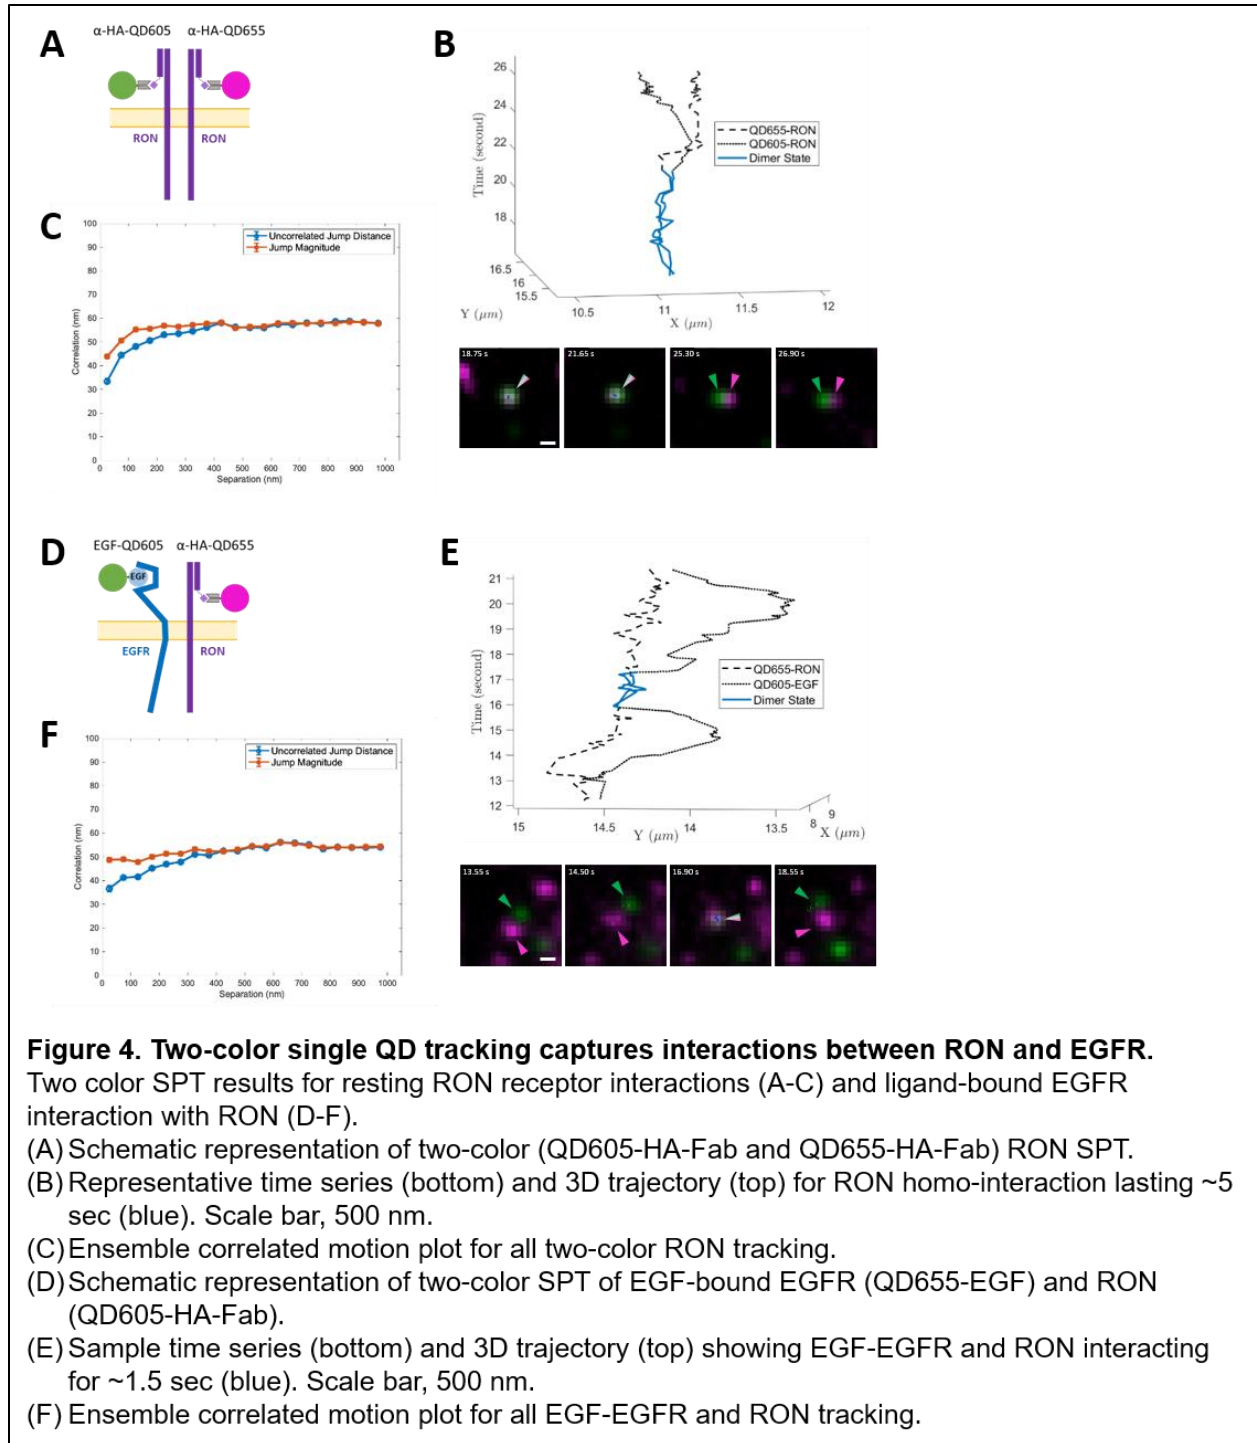 A
α-HA-QD605 α-HA-QD655
RON RON
B
26
24
22
20
18
Time (second)
QD655-RON
QD605-RON
Dimer State
16.5
16
15.5
Y (μm)
10.5 11 11.5 12
X (μm)
18.75 s 21.65 s 25.30 s 26.90 s
C
100
90
80
70
60
50
40
30
20
10
0
Correlation (nm)
Uncorrelated Jump Distance
Jump Magnitude
0 100 200 300 400 500 600 700 800 900 1000
Separation (nm)
D
EGF-QD605 α-HA-QD655
EGF
EGFR RON
E
21
20
19
18
17
16
15
14
13
12
Time (second)
QD655-RON
QD605-EGF
Dimer State
15 14.5 14 13.5
Y (μm)
8 9
X (μm)
13.55 s 14.50 s 16.90 s 18.55 s
F
100
90
80
70
60
50
40
30
20
10
0
Correlation (nm)
Uncorrelated Jump Distance
Jump Magnitude
0 100 200 300 400 500 600 700 800 900 1000
Separation (nm)
Figure 4. Two-color single QD tracking captures interactions between RON and EGFR.
Two color SPT results for resting RON receptor interactions (A-C) and ligand-bound EGFR
interaction with RON (D-F).
(A) Schematic representation of two-color (QD605-HA-Fab and QD655-HA-Fab) RON SPT.
(B) Representative time series (bottom) and 3D trajectory (top) for RON homo-interaction lasting ~5
sec (blue). Scale bar, 500 nm.
(C) Ensemble correlated motion plot for all two-color RON tracking.
(D) Schematic representation of two-color SPT of EGF-bound EGFR (QD655-EGF) and RON
(QD605-HA-Fab).
(E) Sample time series (bottom) and 3D trajectory (top) showing EGF-EGFR and RON interacting
for ~1.5 sec (blue). Scale bar, 500 nm.
(F) Ensemble correlated motion plot for all EGF-EGFR and RON tracking.